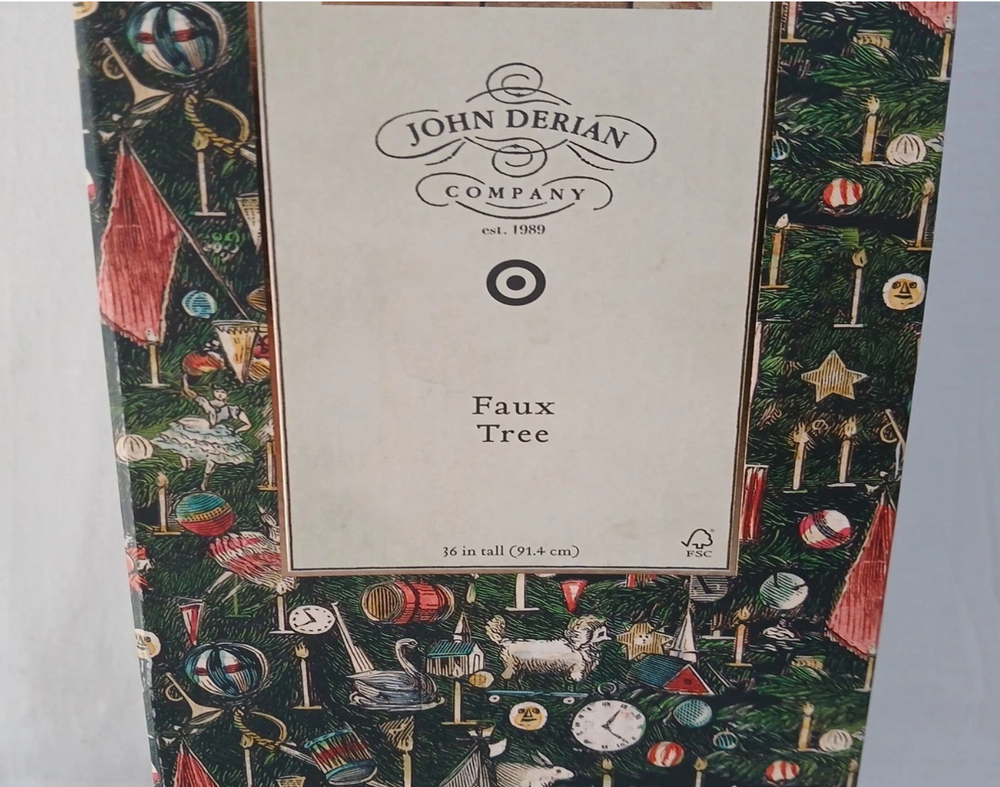 JOHN DERIAN
COMPANY
est. 1989
Faux
Tree
36 in tall (91.4 cm)
FSC